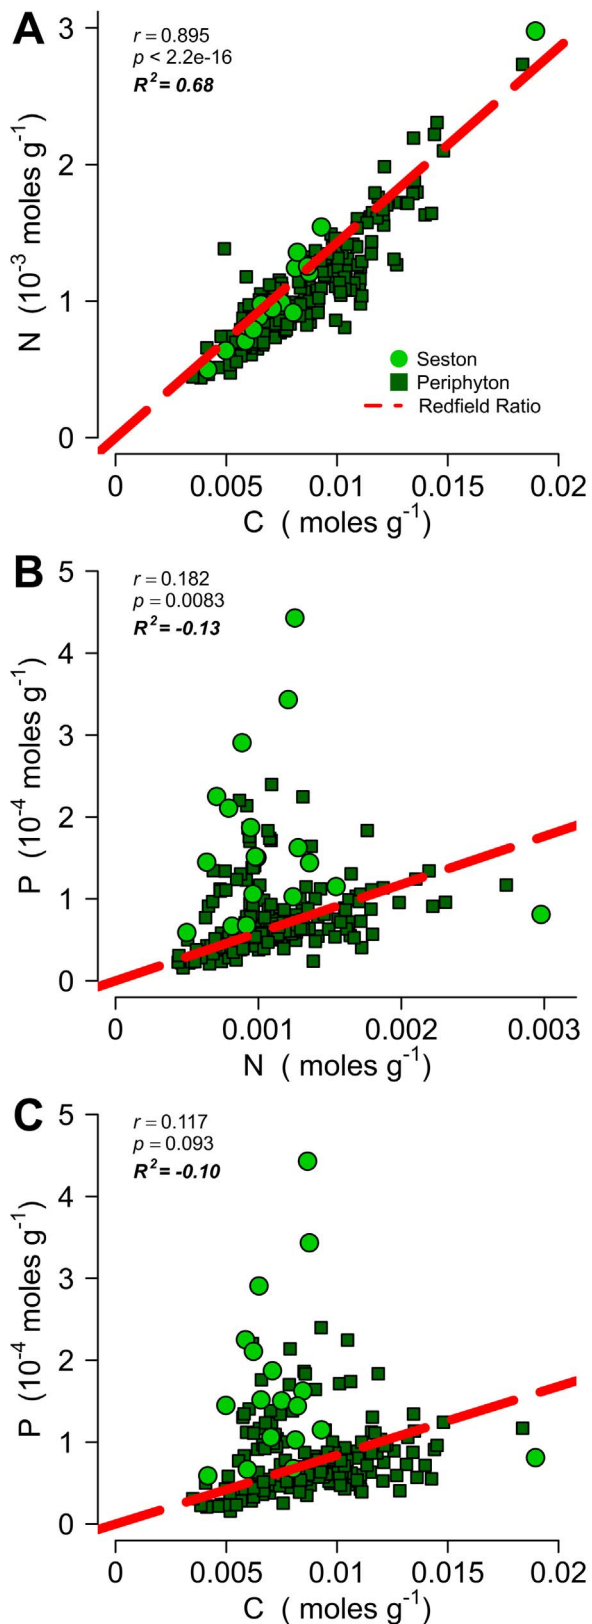 A
r = 0.895
p < 2.2e-16
R² = 0.68
3
2
1
0
N (10⁻³ moles g⁻¹)
Seston
Periphyton
Redfield Ratio
0 0.005 0.01 0.015 0.02
C ( moles g⁻¹)
B
r = 0.182
p = 0.0083
R² = -0.13
5
4
3
2
1
0
P (10⁻⁴ moles g⁻¹)
0 0.001 0.002 0.003
N ( moles g⁻¹)
C
r = 0.117
p = 0.093
R² = -0.10
5
4
3
2
1
0
P (10⁻⁴ moles g⁻¹)
0 0.005 0.01 0.015 0.02
C ( moles g⁻¹)